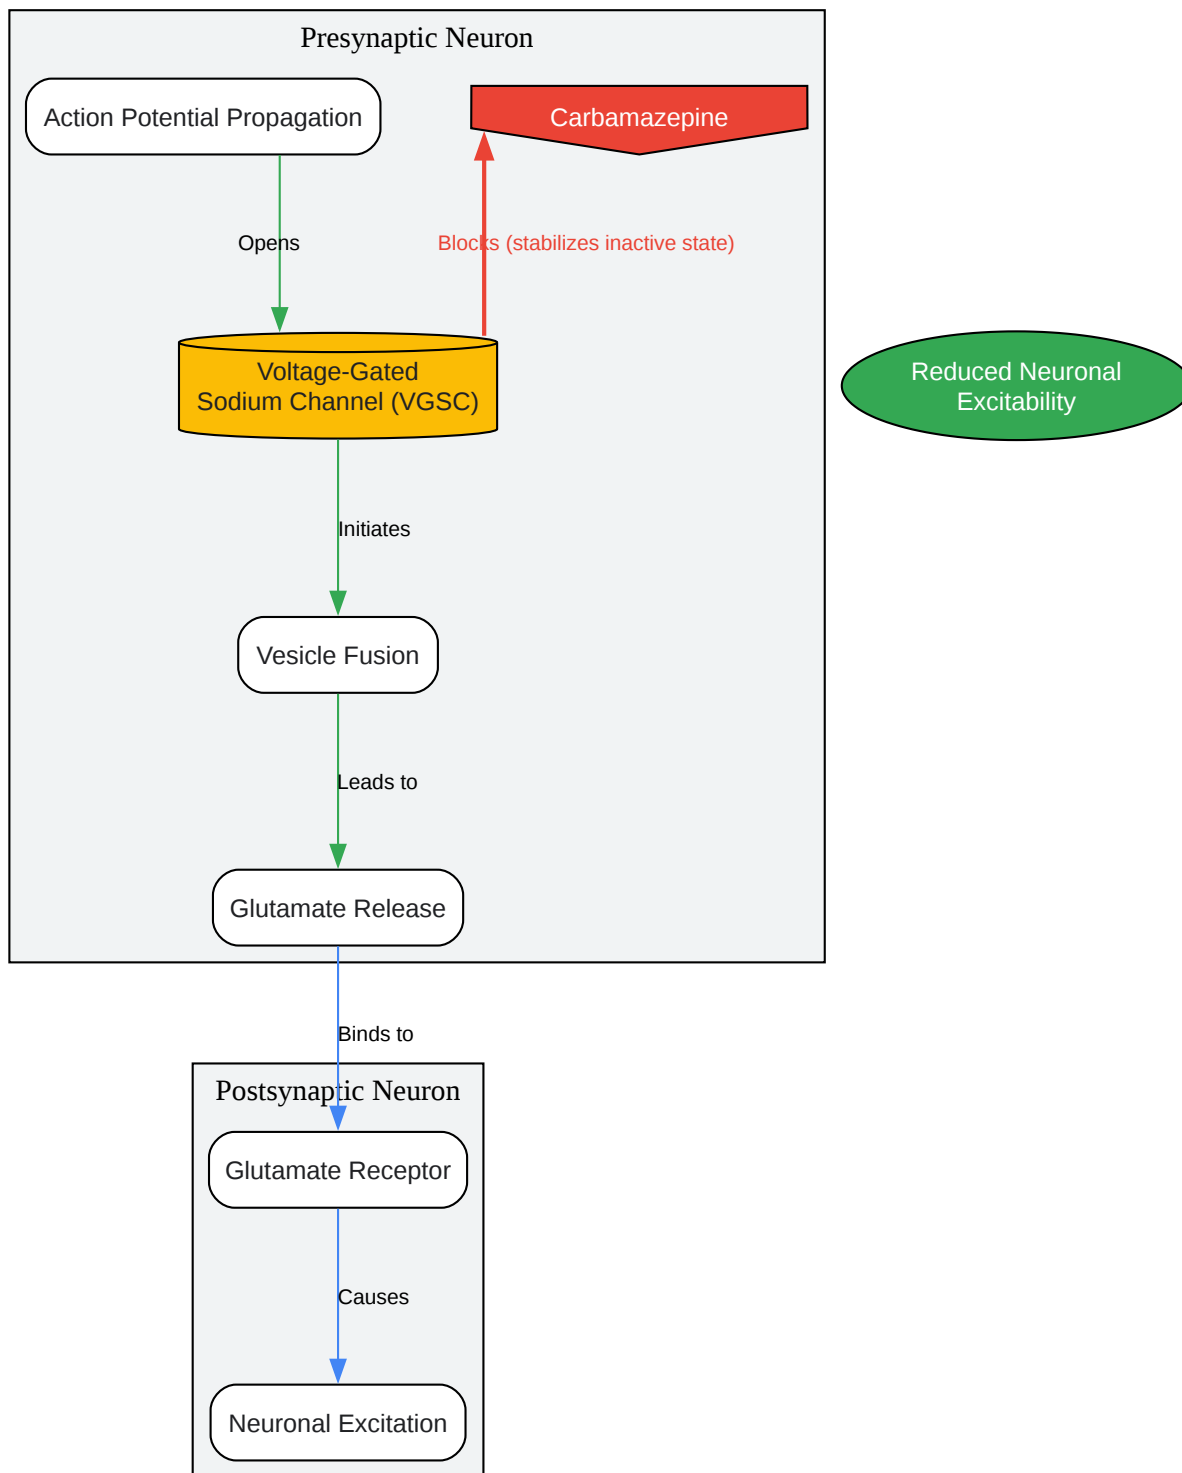 Presynaptic Neuron
Action Potential Propagation
Carbamazepine
Opens
Blocks (stabilizes inactive state)
Voltage-Gated
Sodium Channel (VGSC)
Reduced Neuronal
Excitability
Initiates
Vesicle Fusion
Leads to
Glutamate Release
Binds to
Postsynaptic Neuron
Glutamate Receptor
Causes
Neuronal Excitation